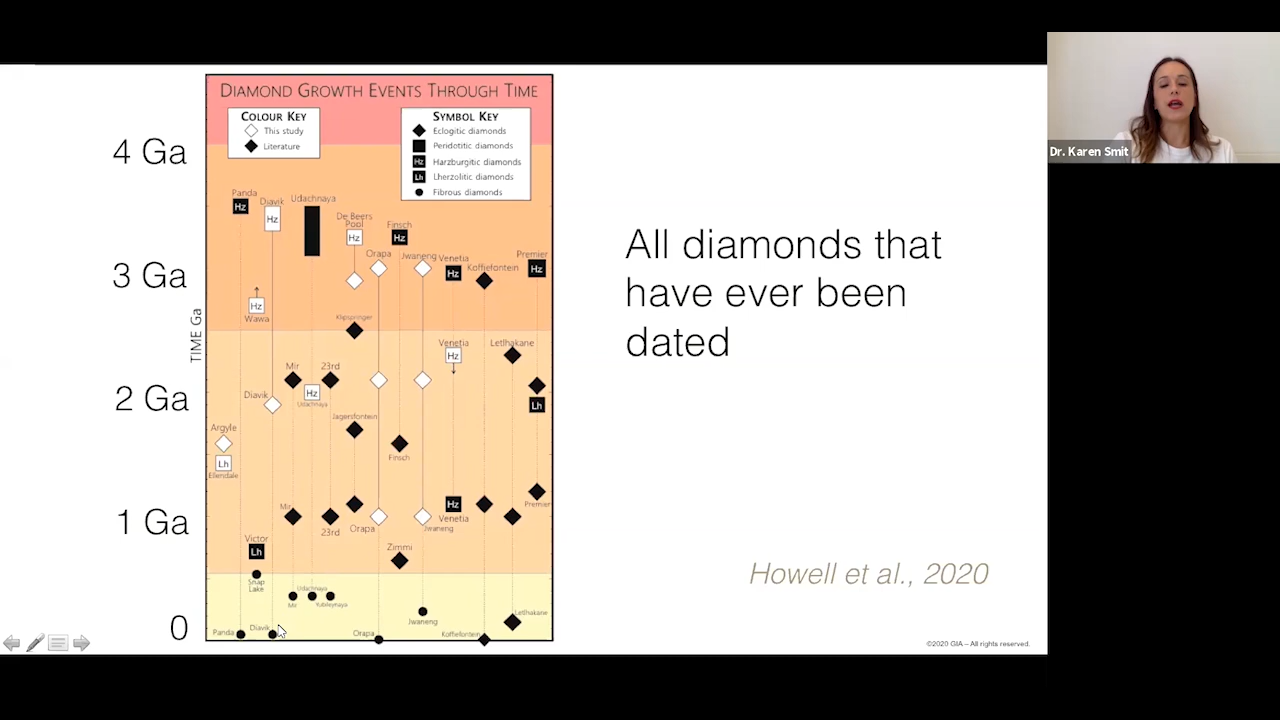 DIAMOND GROWTH EVENTS THROUGH TIME
COLOUR KEY
This study
Literature
SYMBOL KEY
Eclogitic diamonds
Peridotitic diamonds
Hz Harzburgitic diamonds
Lh Lherzolitic diamonds
Fibrous diamonds
4 Ga
3 Ga
2 Ga
1 Ga
0
TIME Ga
Panda
Hz
Diavik
Hz
Udachnaya
De Beers
Pool
Hz
Finsch
Hz
Orapa
Jwaneng
Venetia
Hz
Koffiefontein
Premier
Hz
Hz
Wawa
Klipspringer
Venetia
Hz
Letlhakane
Mir
23rd
Hz
Udachnaya
Diavik
Lh
Jagersfontein
Argyle
Lh
Ellendale
Finsch
Mir
23rd
Orapa
Jwaneng
Hz
Venetia
Premier
Victor
Lh
Zimmi
Snap
Lake
Udachnaya
Mir
Yubileynaya
Jwaneng
Letlhakane
Panda
Diavik
Orapa
Koffiefontein
All diamonds that
have ever been
dated
Howell et al., 2020
©2020 GIA – All rights reserved.
Dr. Karen Smit